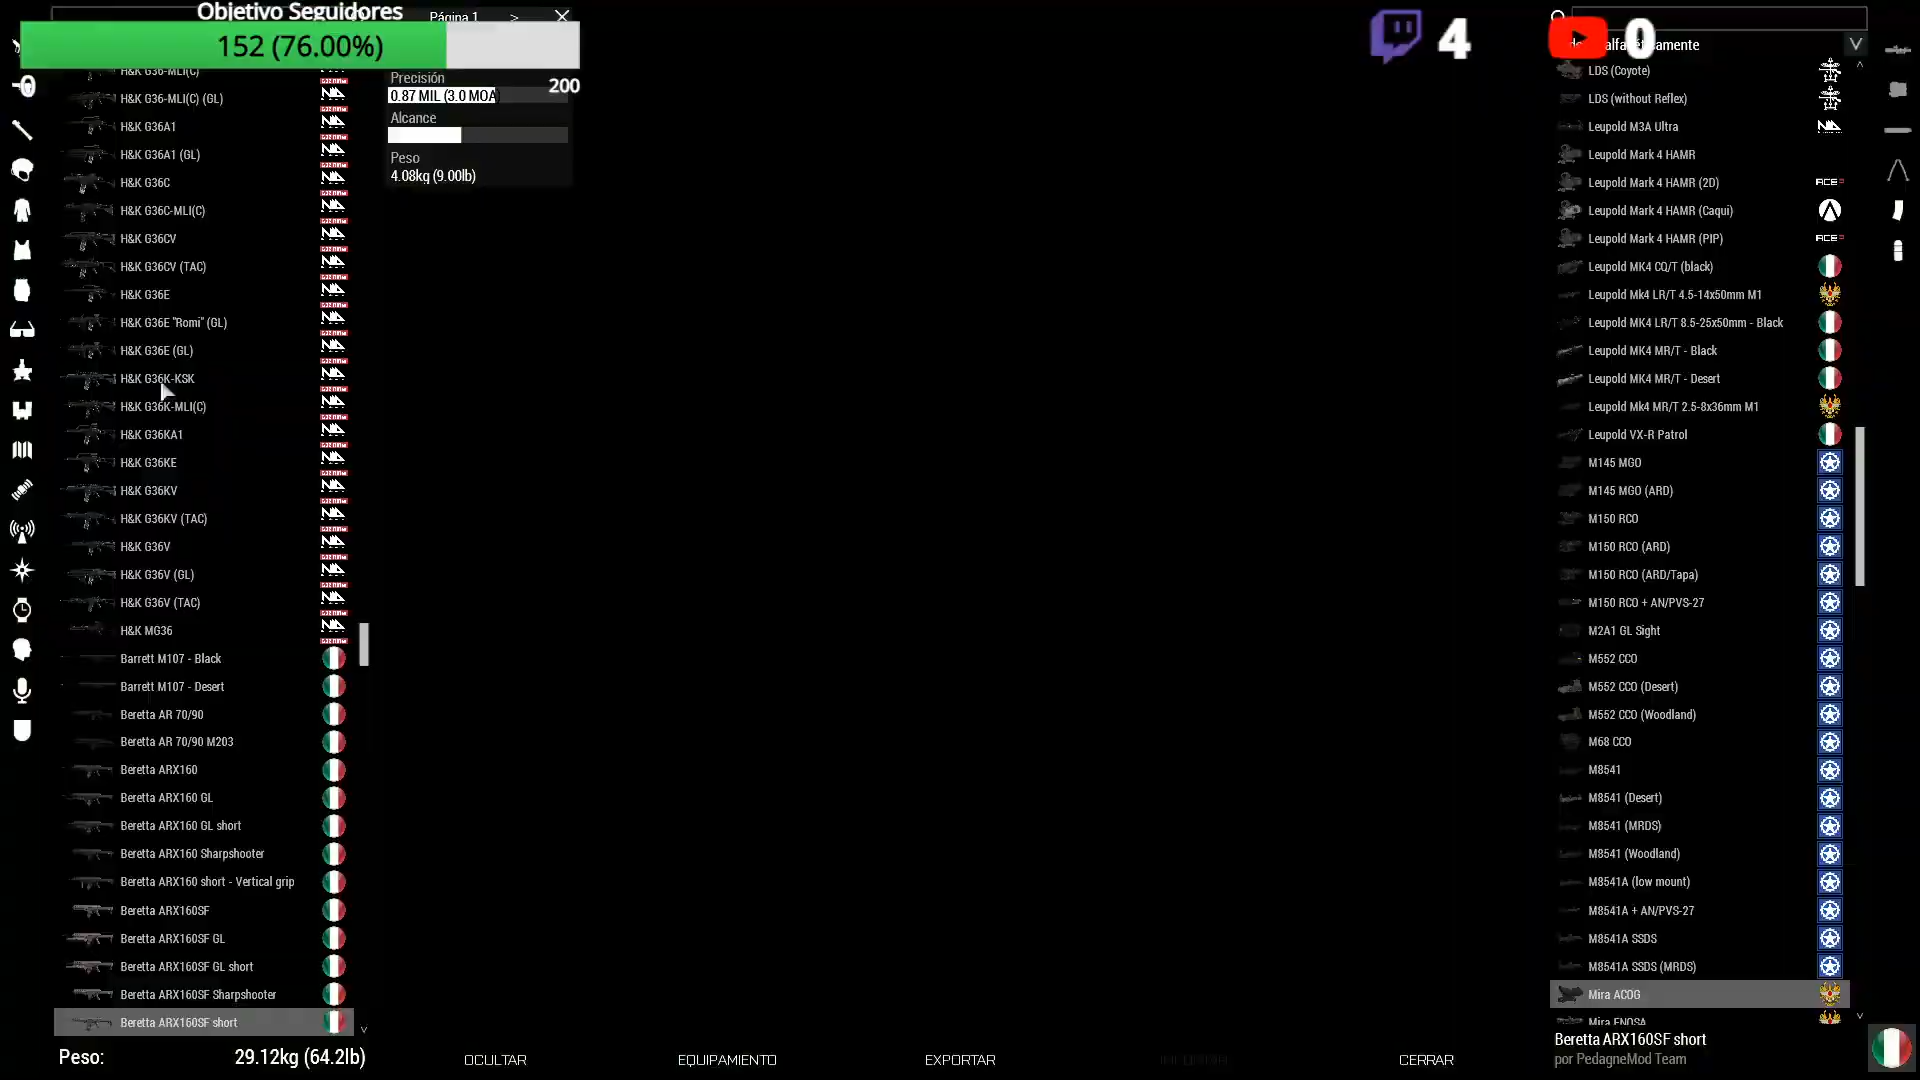 Objetivo Seguidores
Página 1
>
152 (76.00%)
200
4
0
alfabéticamente
H&K G36-MLI(C)
H&K G36-MLI(C) (GL)
H&K G36A1
H&K G36A1 (GL)
H&K G36C
H&K G36C-MLI(C)
H&K G36CV
H&K G36CV (TAC)
H&K G36E
H&K G36E "Romi" (GL)
H&K G36E (GL)
H&K G36K-KSK
H&K G36K-MLI(C)
H&K G36KA1
H&K G36KE
H&K G36KV
H&K G36KV (TAC)
H&K G36V
H&K G36V (GL)
H&K G36V (TAC)
H&K MG36
Barrett M107 - Black
Barrett M107 - Desert
Beretta AR 70/90
Beretta AR 70/90 M203
Beretta ARX160
Beretta ARX160 GL
Beretta ARX160 GL short
Beretta ARX160 Sharpshooter
Beretta ARX160 short - Vertical grip
Beretta ARX160SF
Beretta ARX160SF GL
Beretta ARX160SF GL short
Beretta ARX160SF Sharpshooter
Beretta ARX160SF short
Peso:
29.12kg (64.2lb)
Precisión
0.87 MIL (3.0 MOA)
Alcance
Peso
4.08kg (9.00lb)
LDS (Coyote)
LDS (without Reflex)
Leupold M3A Ultra
Leupold Mark 4 HAMR
Leupold Mark 4 HAMR (2D)
ACE3
Leupold Mark 4 HAMR (Caqui)
Leupold Mark 4 HAMR (PIP)
ACE3
Leupold MK4 CQ/T (black)
Leupold Mk4 LR/T 4.5-14x50mm M1
Leupold MK4 LR/T 8.5-25x50mm - Black
Leupold MK4 MR/T - Black
Leupold MK4 MR/T - Desert
Leupold Mk4 MR/T 2.5-8x36mm M1
Leupold VX-R Patrol
M145 MGO
M145 MGO (ARD)
M150 RCO
M150 RCO (ARD)
M150 RCO (ARD/Tapa)
M150 RCO + AN/PVS-27
M2A1 GL Sight
M552 CCO
M552 CCO (Desert)
M552 CCO (Woodland)
M68 CCO
M8541
M8541 (Desert)
M8541 (MRDS)
M8541 (Woodland)
M8541A (low mount)
M8541A + AN/PVS-27
M8541A SSDS
M8541A SSDS (MRDS)
Mira ACOG
Mira ENOSA
Beretta ARX160SF short
por PedagneMod Team
OCULTAR
EQUIPAMIENTO
EXPORTAR
CERRAR